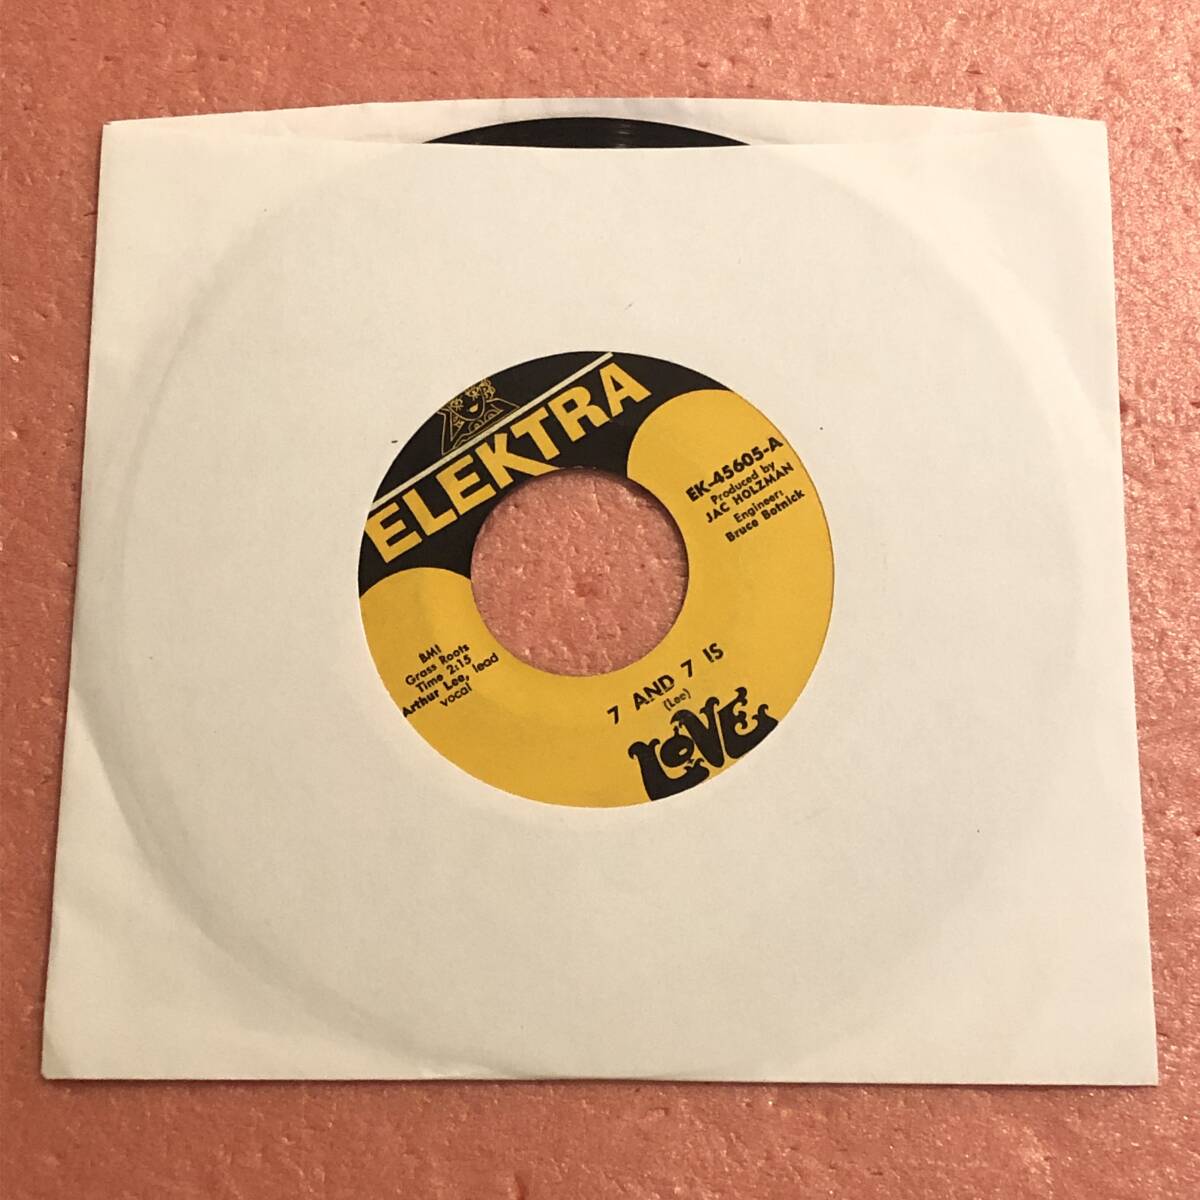 ELEKTRA
EK-45605-A
Produced by
JAC HOLZMAN
Engineer:
Bruce Botnick
BMI
Grass Roots
Time 2:15
Arthur Lee, lead
vocal
7 AND 7 IS
(Lee)
LOVE